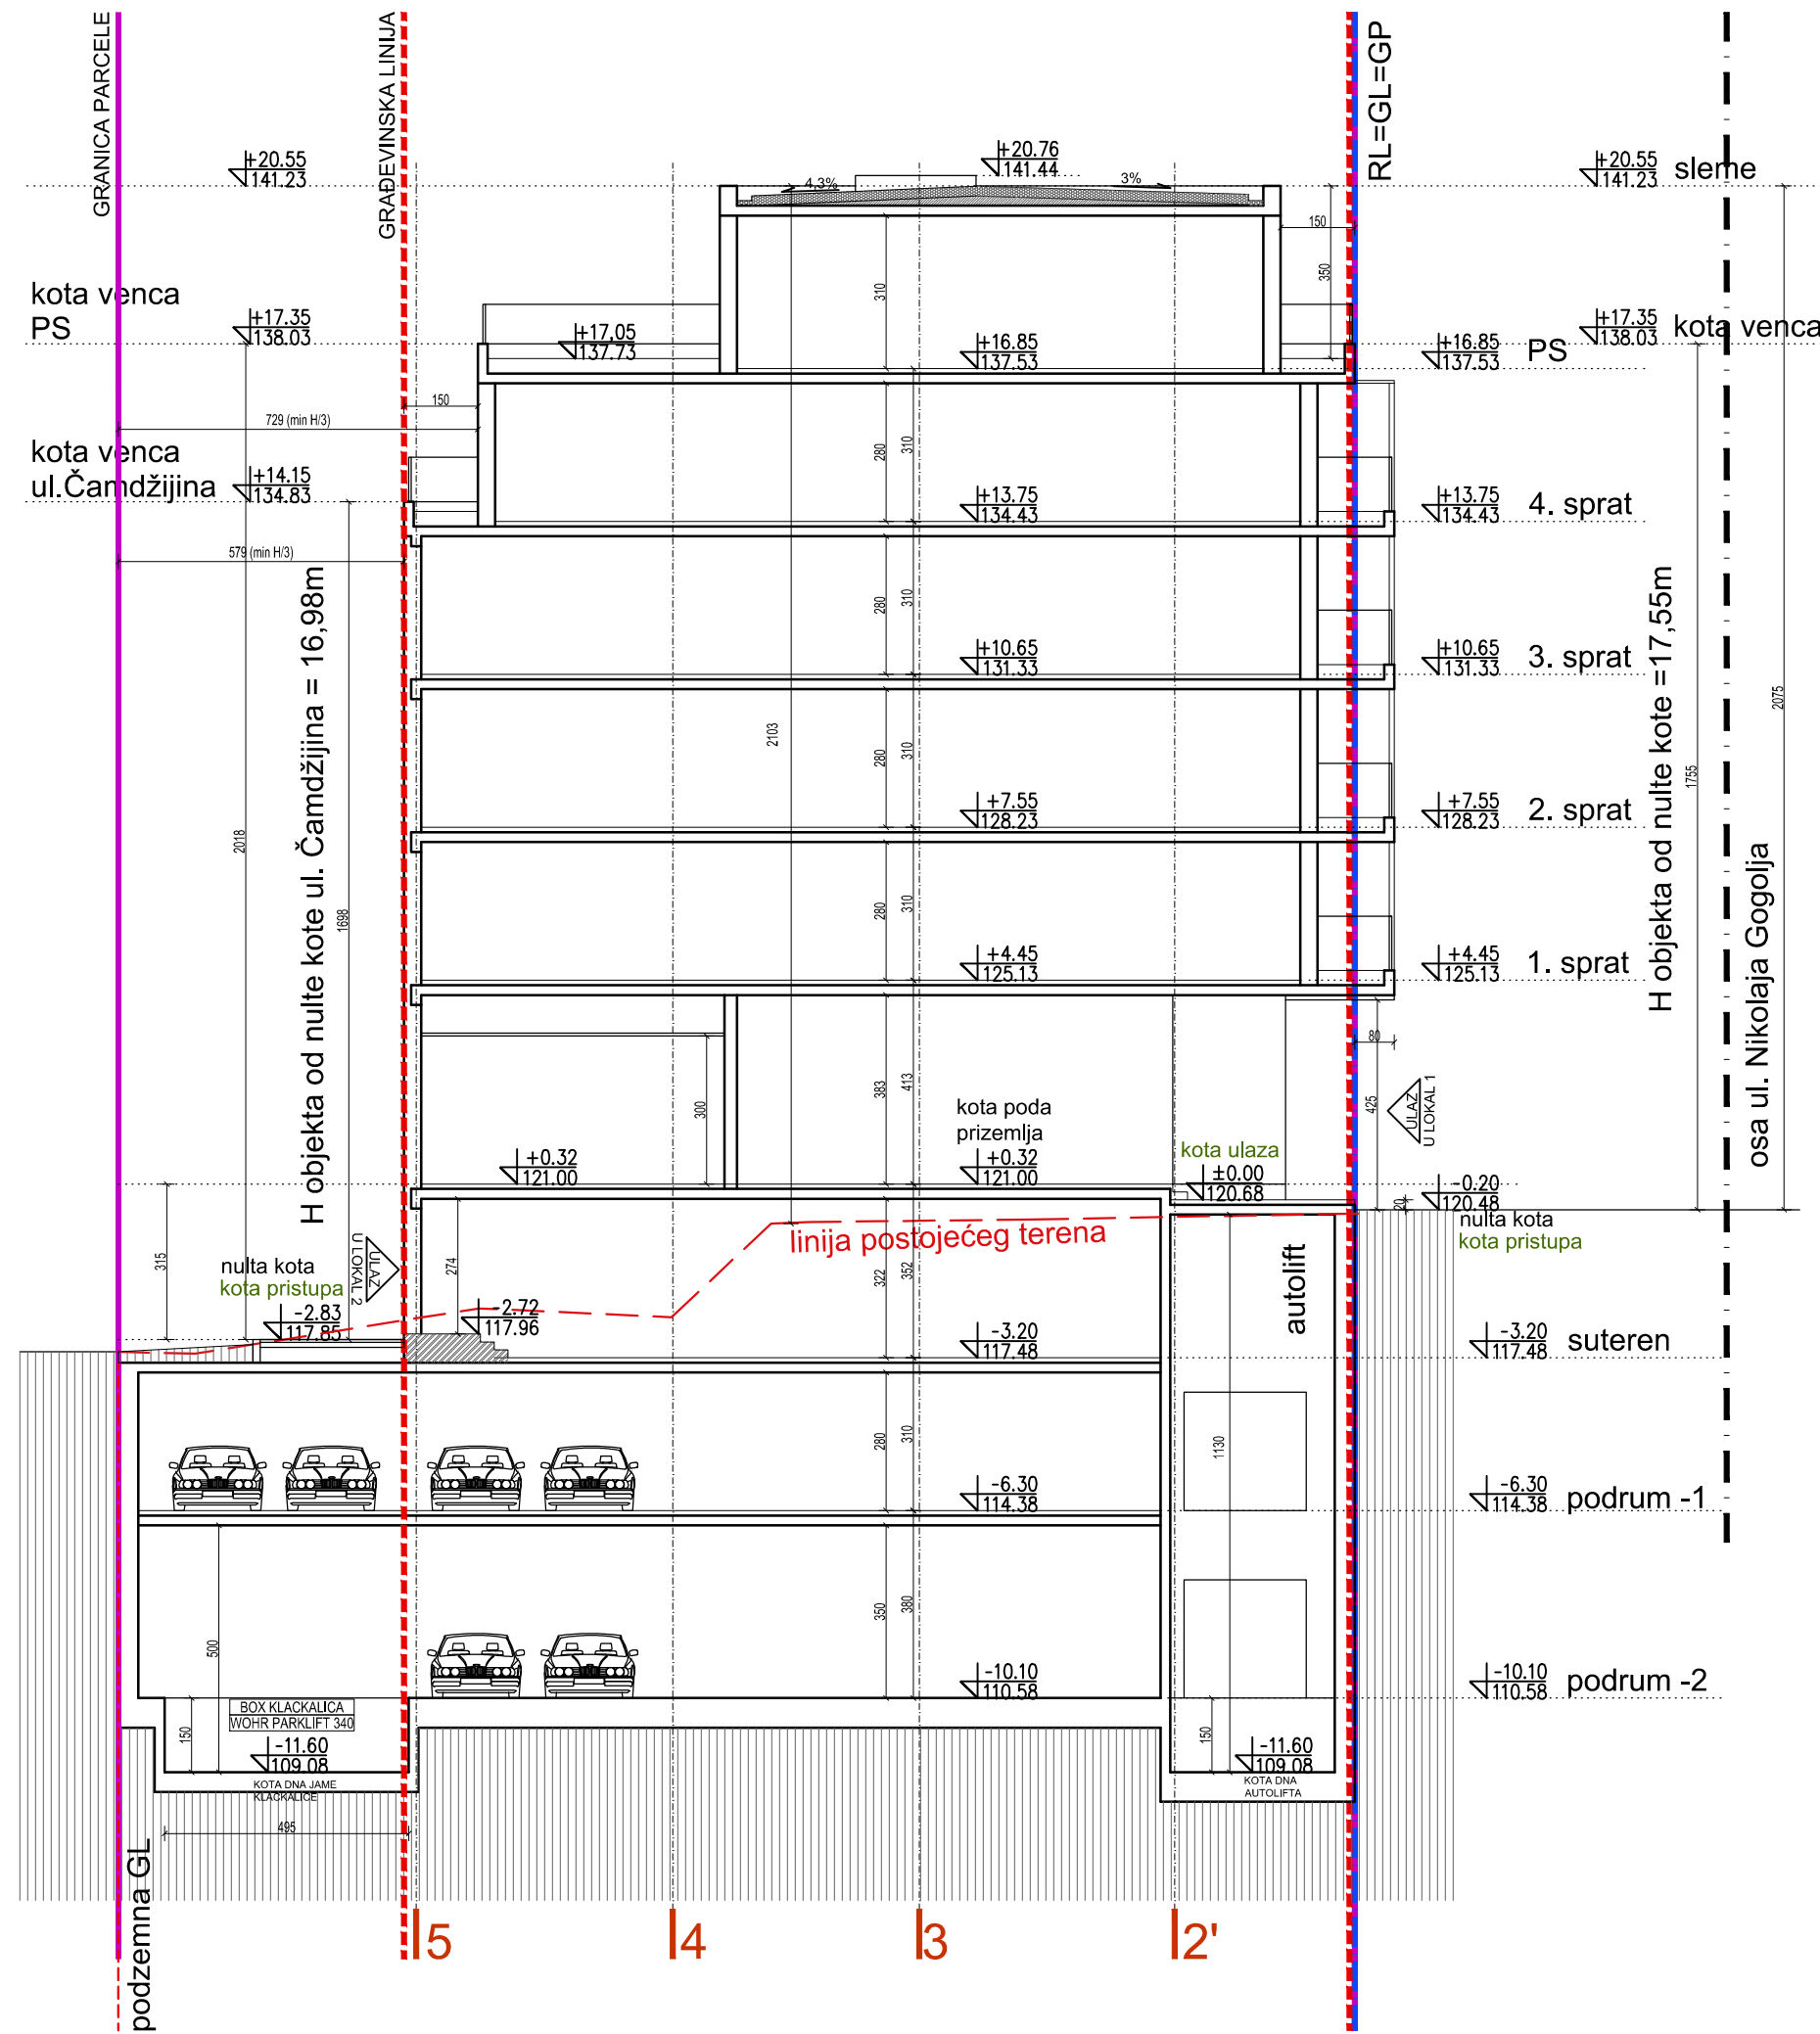 GRANICA PARCELE
GRAĐEVINSKA LINIJA
RL=GL=GP
+20.55
141.23
+20.76
141.44
+20.55
141.23
sleme
4,3%
3%
150
350
310
kota venca
PS
+17.35
138.03
+17,05
137.73
+16.85
137.53
+16.85
137.53
PS
+17.35
138.03
kota venca
150
729 (min H/3)
280
310
kota venca
ul.Čamdžijina
+14.15
134.83
+13.75
134.43
+13.75
134.43
4. sprat
579 (min H/3)
280
310
H objekta od nulte kote ul. Čamdžijina = 16,98m
H objekta od nulte kote =17,55m
+10.65
131.33
+10.65
131.33
3. sprat
2103
280
310
2075
1755
2018
1698
+7.55
128.23
+7.55
128.23
2. sprat
osa ul. Nikolaja Gogolja
280
310
+4.45
125.13
+4.45
125.13
1. sprat
80
300
383
413
425
ULAZ
U LOKAL 1
kota poda
prizemlja
+0.32
121.00
+0.32
121.00
kota ulaza
±0.00
120.68
-0.20
120.48
20
nulta kota
kota pristupa
linija postojećeg terena
315
274
322
352
autolift
ULAZ
U LOKAL 2
nulta kota
kota pristupa
-2.83
117.85
-2.72
117.96
-3.20
117.48
-3.20
117.48
suteren
280
310
1130
-6.30
114.38
-6.30
114.38
podrum -1
500
350
380
-10.10
110.58
-10.10
110.58
podrum -2
BOX KLACKALICA
WOHR PARKLIFT 340
150
150
-11.60
109.08
KOTA DNA JAME
KLACKALICE
-11.60
109.08
KOTA DNA
AUTOLIFTA
495
podzemna GL
5
4
3
2'